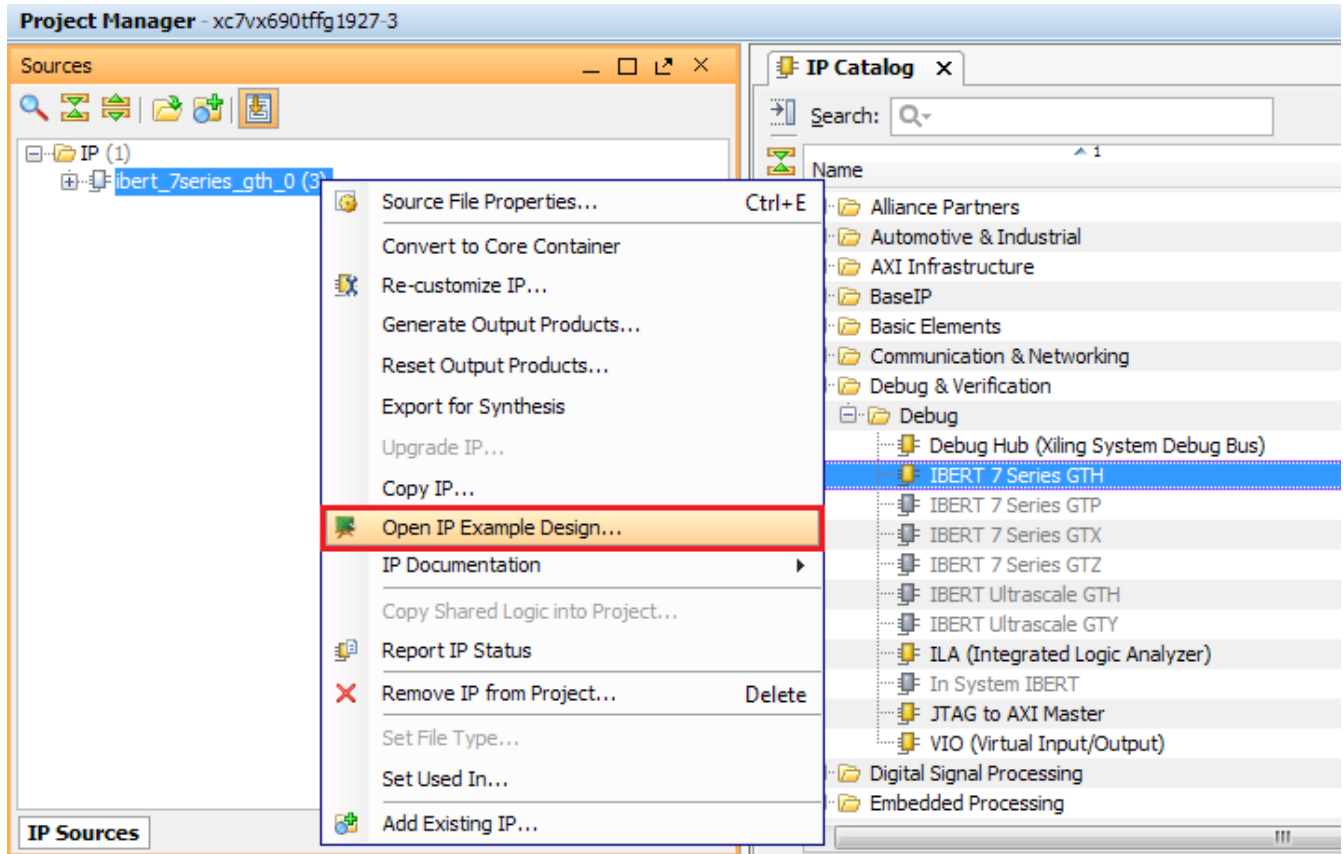 Project Manager - xc7vx690tffg1927-3
Sources
IP (1)
ibert_7series_gth_0 (3)
Source File Properties... Ctrl+E
Convert to Core Container
Re-customize IP...
Generate Output Products...
Reset Output Products...
Export for Synthesis
Upgrade IP...
Copy IP...
Open IP Example Design...
IP Documentation
Copy Shared Logic into Project...
Report IP Status
Remove IP from Project... Delete
Set File Type...
Set Used In...
Add Existing IP...
IP Sources
IP Catalog
Search:
1
Name
Alliance Partners
Automotive & Industrial
AXI Infrastructure
BaseIP
Basic Elements
Communication & Networking
Debug & Verification
Debug
Debug Hub (Xiling System Debug Bus)
IBERT 7 Series GTH
IBERT 7 Series GTP
IBERT 7 Series GTX
IBERT 7 Series GTZ
IBERT Ultrascale GTH
IBERT Ultrascale GTY
ILA (Integrated Logic Analyzer)
In System IBERT
JTAG to AXI Master
VIO (Virtual Input/Output)
Digital Signal Processing
Embedded Processing